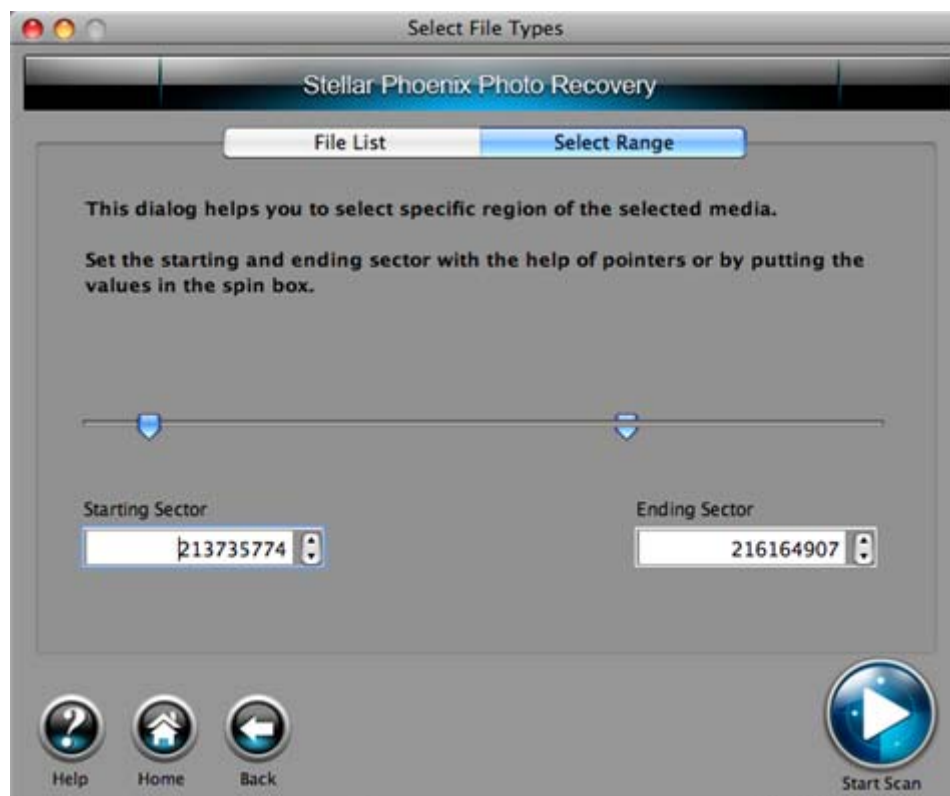 Select File Types
Stellar Phoenix Photo Recovery
File List
Select Range
This dialog helps you to select specific region of the selected media.
Set the starting and ending sector with the help of pointers or by putting the
values in the spin box.
Starting Sector
Ending Sector
213735774
216164907
Help
Home
Back
Start Scan